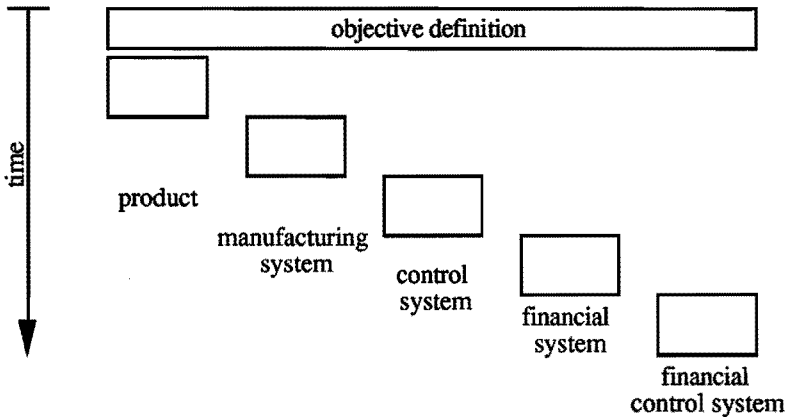 objective definition
time
product
manufacturing
system
control
system
financial
system
financial
control system